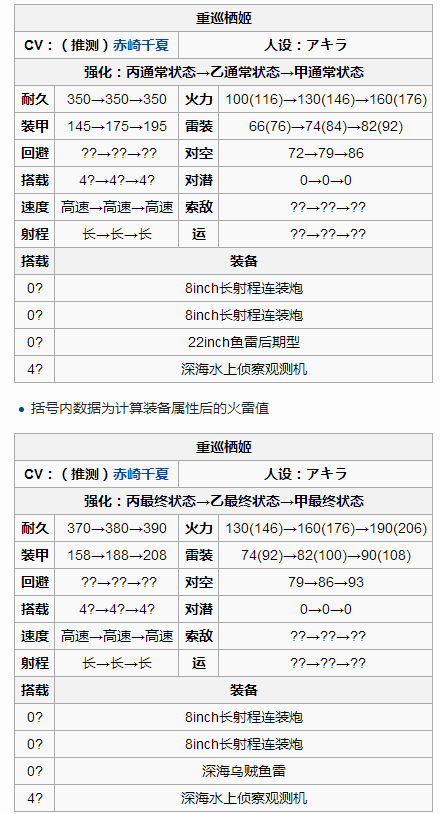 重巡栖姬
CV：（推测）赤崎千夏 人设：アキラ
强化：丙通常状态→乙通常状态→甲通常状态
耐久 350→350→350 火力 100(116)→130(146)→160(176)
装甲 145→175→195 雷装 66(76)→74(84)→82(92)
回避 ??→??→?? 对空 72→79→86
搭载 4?→4?→4? 对潜 0→0→0
速度 高速→高速→高速 索敌 ??→??→??
射程 长→长→长 运 ??→??→??
搭载 装备
0? 8inch长射程连装炮
0? 8inch长射程连装炮
0? 22inch鱼雷后期型
4? 深海水上侦察观测机
• 括号内数据为计算装备属性后的火雷值
重巡栖姬
CV：（推测）赤崎千夏 人设：アキラ
强化：丙最终状态→乙最终状态→甲最终状态
耐久 370→380→390 火力 130(146)→160(176)→190(206)
装甲 158→188→208 雷装 74(92)→82(100)→90(108)
回避 ??→??→?? 对空 79→86→93
搭载 4?→4?→4? 对潜 0→0→0
速度 高速→高速→高速 索敌 ??→??→??
射程 长→长→长 运 ??→??→??
搭载 装备
0? 8inch长射程连装炮
0? 8inch长射程连装炮
0? 深海乌贼鱼雷
4? 深海水上侦察观测机